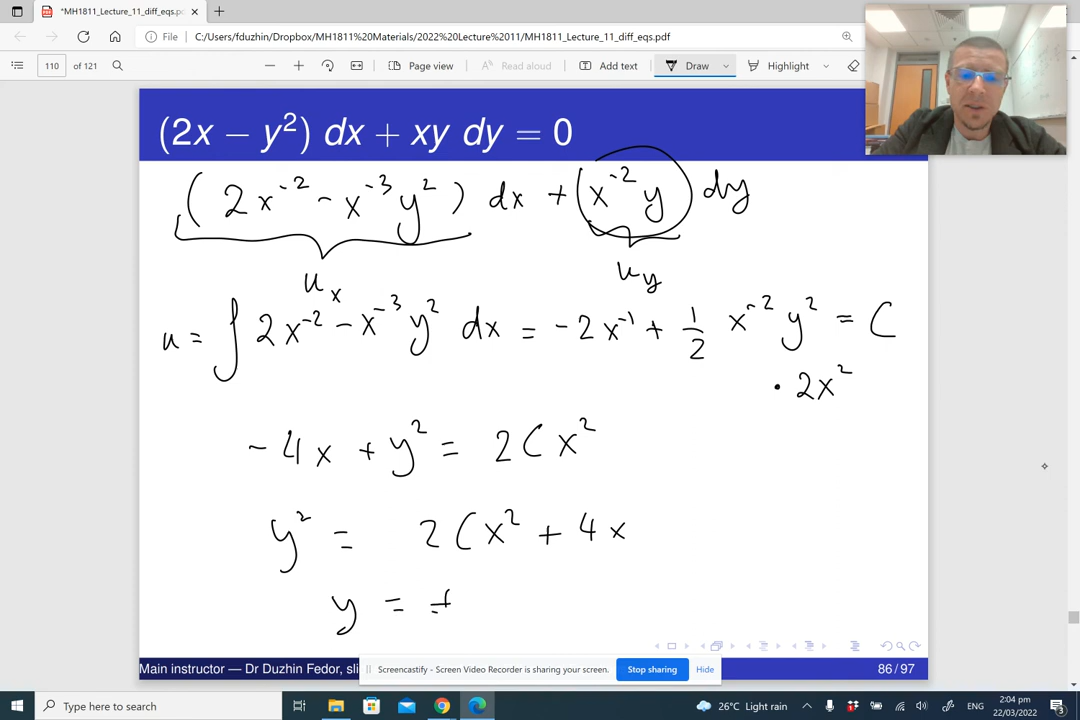 *MH1811_Lecture_11_diff_eqs.pd
File C:/Users/fduzhin/Dropbox/MH1811%20Materials/2022%20Lecture%2011/MH1811_Lecture_11_diff_eqs.pdf
110 of 121 Page view Read aloud Add text Draw Highlight
(2x − y²) dx + xy dy = 0
(2x⁻² − x⁻³y²) dx + (x⁻²y) dy
uₓ u_y
u = ∫ 2x⁻² − x⁻³y² dx = −2x⁻¹ + 1/2 x⁻²y² = C
· 2x²
−4x + y² = 2Cx²
y² = 2Cx² + 4x
y = ±
Main instructor — Dr Duzhin Fedor, sli 86 / 97
Screencastify - Screen Video Recorder is sharing your screen. Stop sharing Hide
Type here to search 26°C Light rain ENG 2:04 pm
22/03/2022 3